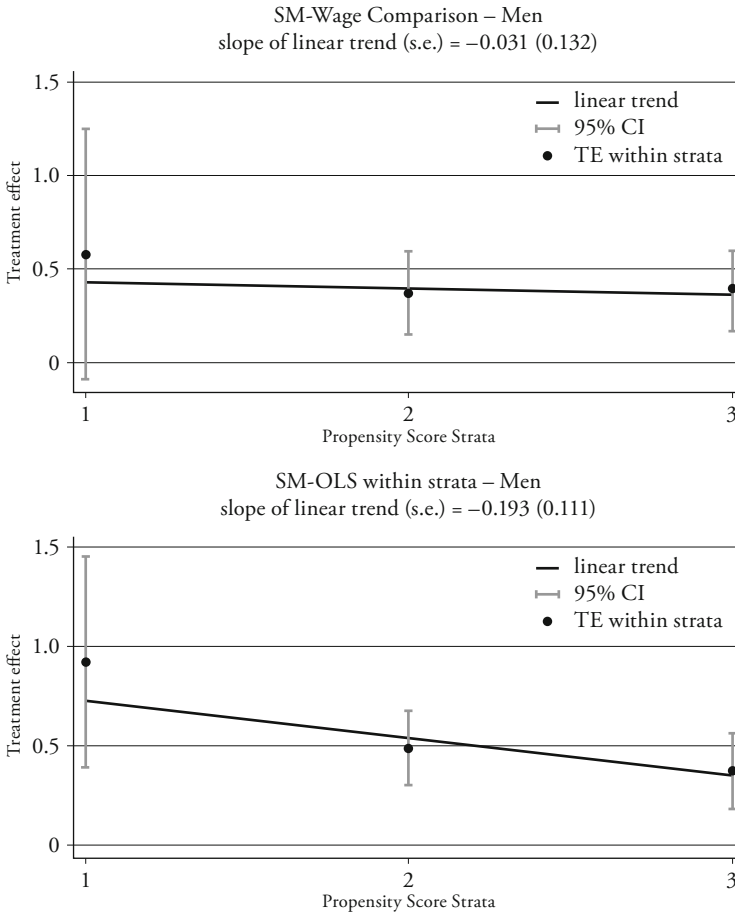 SM-Wage Comparison – Men
slope of linear trend (s.e.) = −0.031 (0.132)
1.5
linear trend
95% CI
TE within strata
1.0
Treatment effect
0.5
0
1 2 3
Propensity Score Strata
SM-OLS within strata – Men
slope of linear trend (s.e.) = −0.193 (0.111)
1.5
linear trend
95% CI
TE within strata
1.0
Treatment effect
0.5
0
1 2 3
Propensity Score Strata